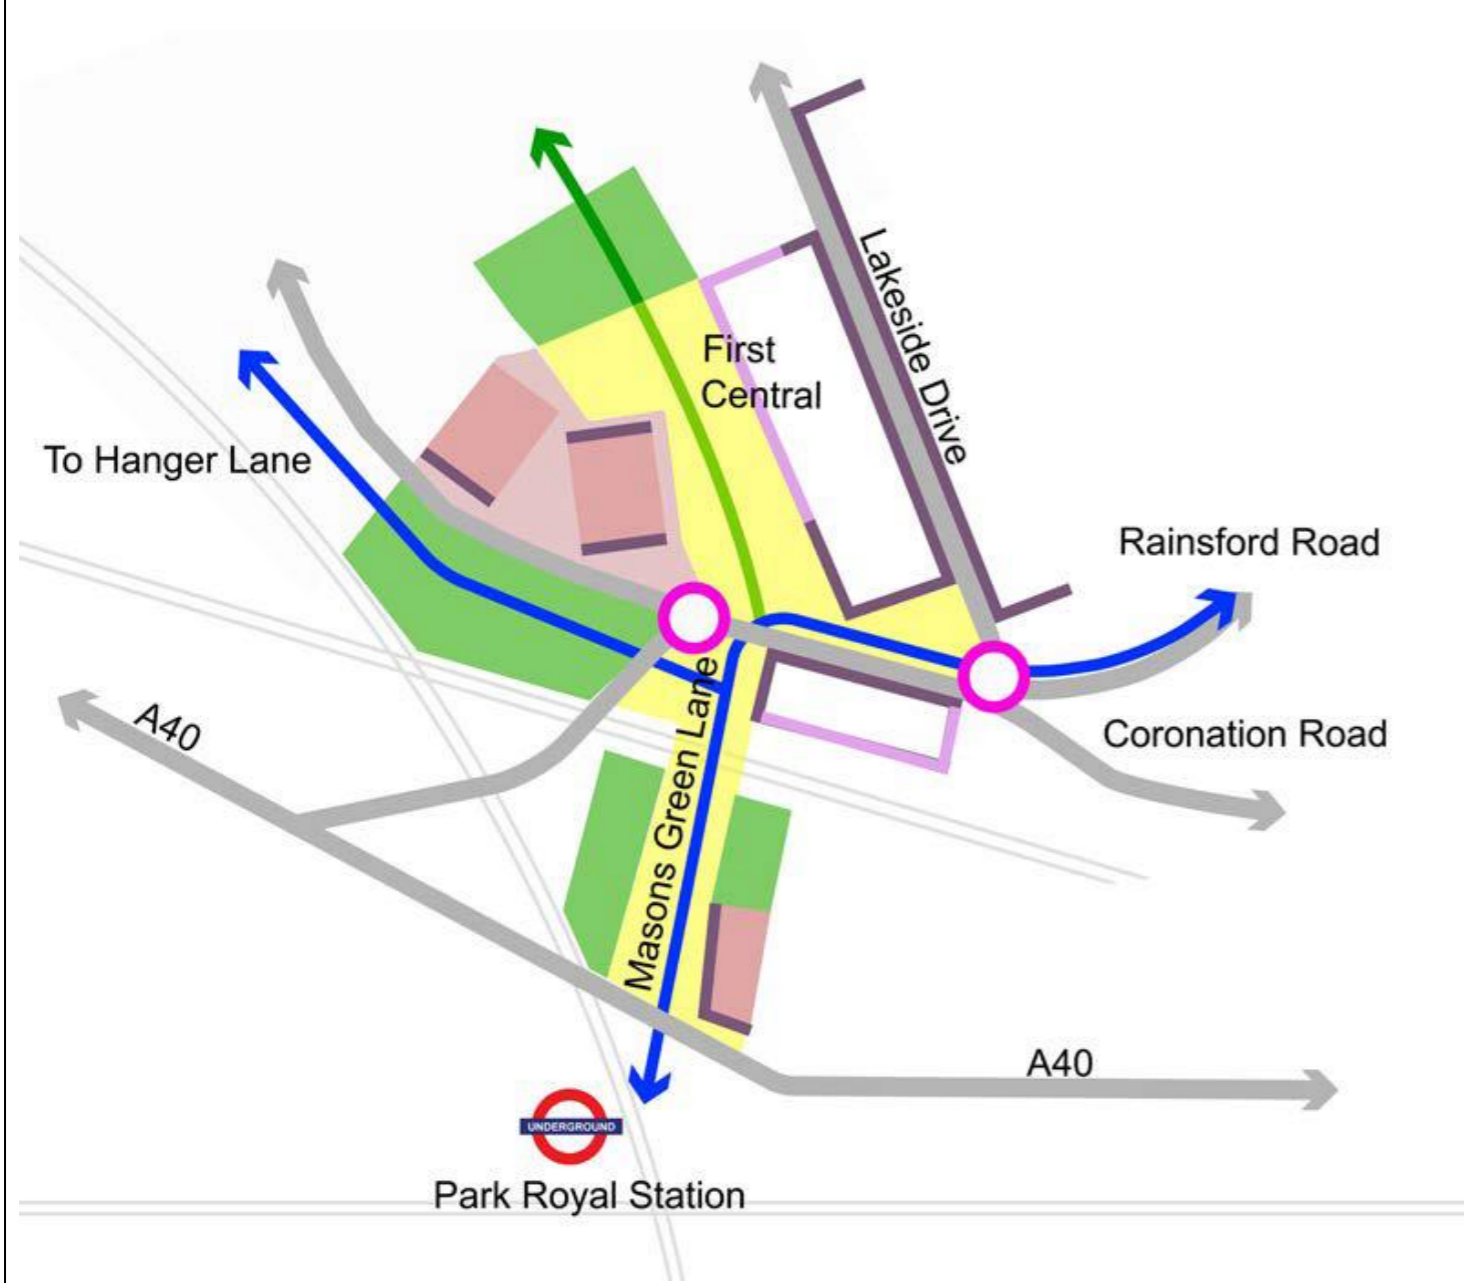 Lakeside Drive
First
Central
To Hanger Lane
Rainsford Road
Masons Green Lane
A40
Coronation Road
A40
UNDERGROUND
Park Royal Station